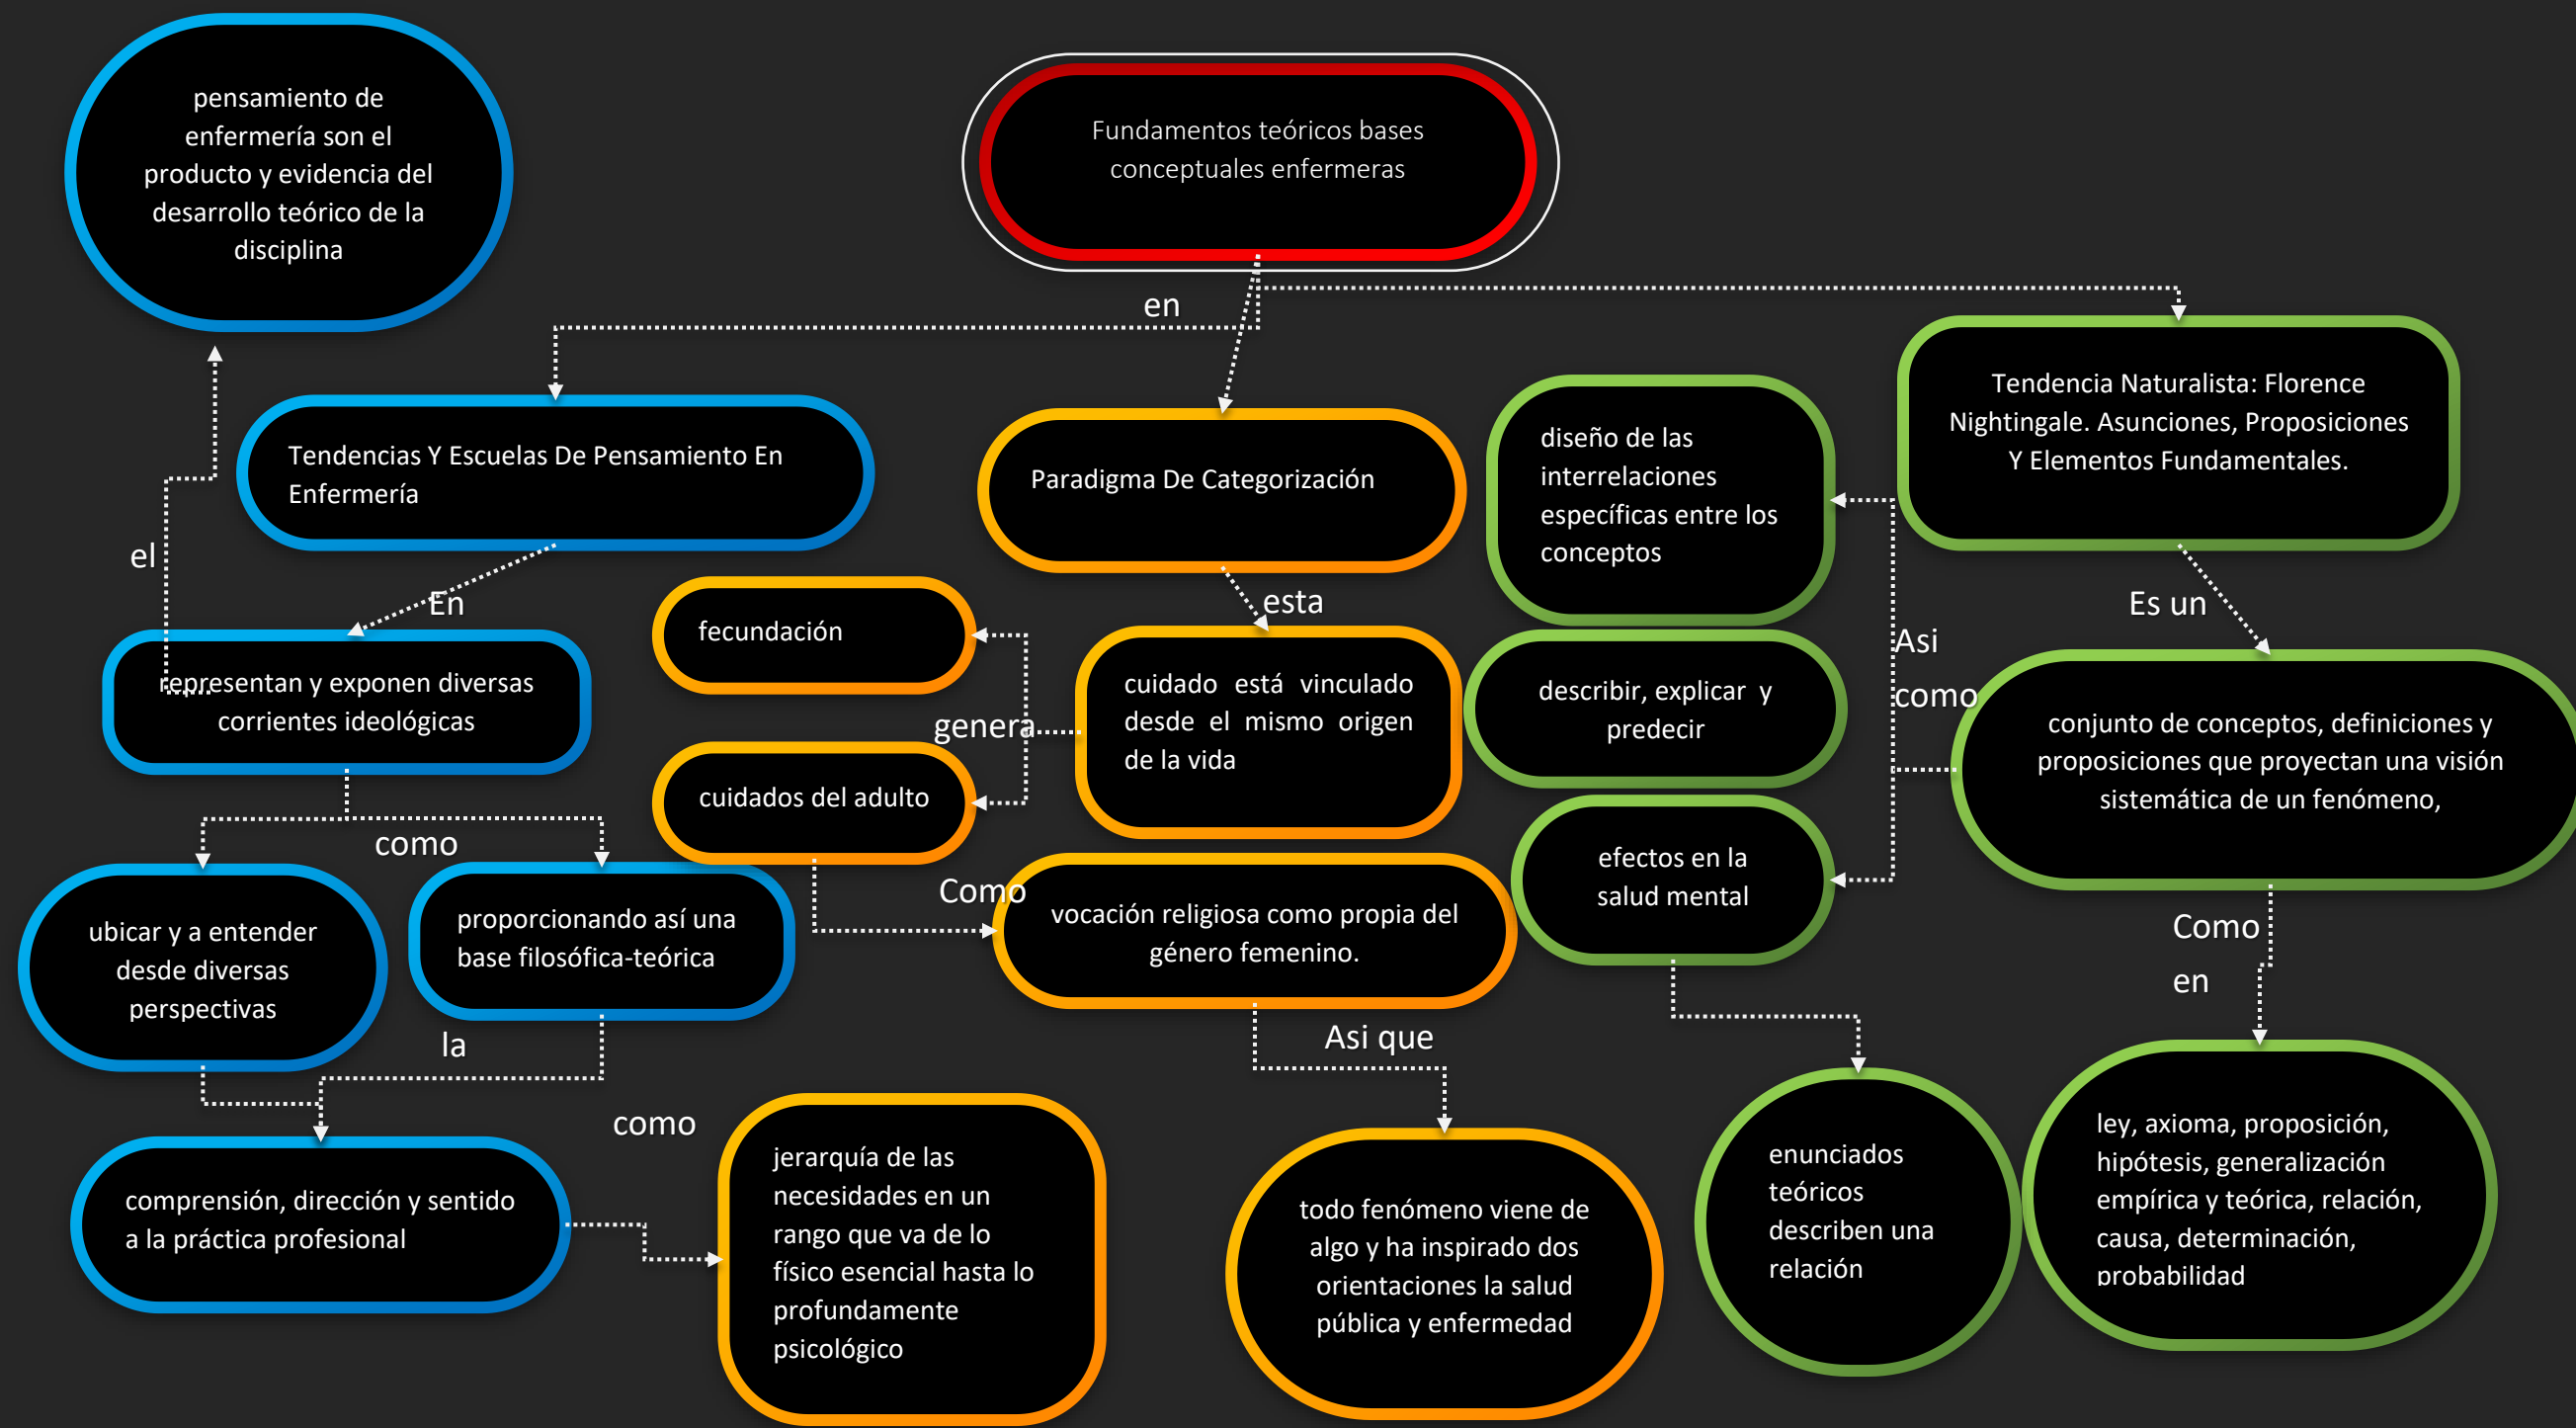 pensamiento de
enfermería son el
producto y evidencia del
desarrollo teórico de la
disciplina
Fundamentos teóricos bases
conceptuales enfermeras
en
Tendencias Y Escuelas De Pensamiento En
Enfermería
Paradigma De Categorización
diseño de las
interrelaciones
específicas entre los
conceptos
Tendencia Naturalista: Florence
Nightingale. Asunciones, Proposiciones
Y Elementos Fundamentales.
el
En
esta
Es un
representan y exponen diversas
corrientes ideológicas
fecundación
genera
cuidados del adulto
cuidado está vinculado
desde el mismo origen
de la vida
describir, explicar y
predecir
Asi
como
conjunto de conceptos, definiciones y
proposiciones que proyectan una visión
sistemática de un fenómeno,
como
ubicar y a entender
desde diversas
perspectivas
proporcionando así una
base filosófica-teórica
Como
vocación religiosa como propia del
género femenino.
efectos en la
salud mental
Como
en
la
Asi que
comprensión, dirección y sentido
a la práctica profesional
como
jerarquía de las
necesidades en un
rango que va de lo
físico esencial hasta lo
profundamente
psicológico
todo fenómeno viene de
algo y ha inspirado dos
orientaciones la salud
pública y enfermedad
enunciados
teóricos
describen una
relación
ley, axioma, proposición,
hipótesis, generalización
empírica y teórica, relación,
causa, determinación,
probabilidad